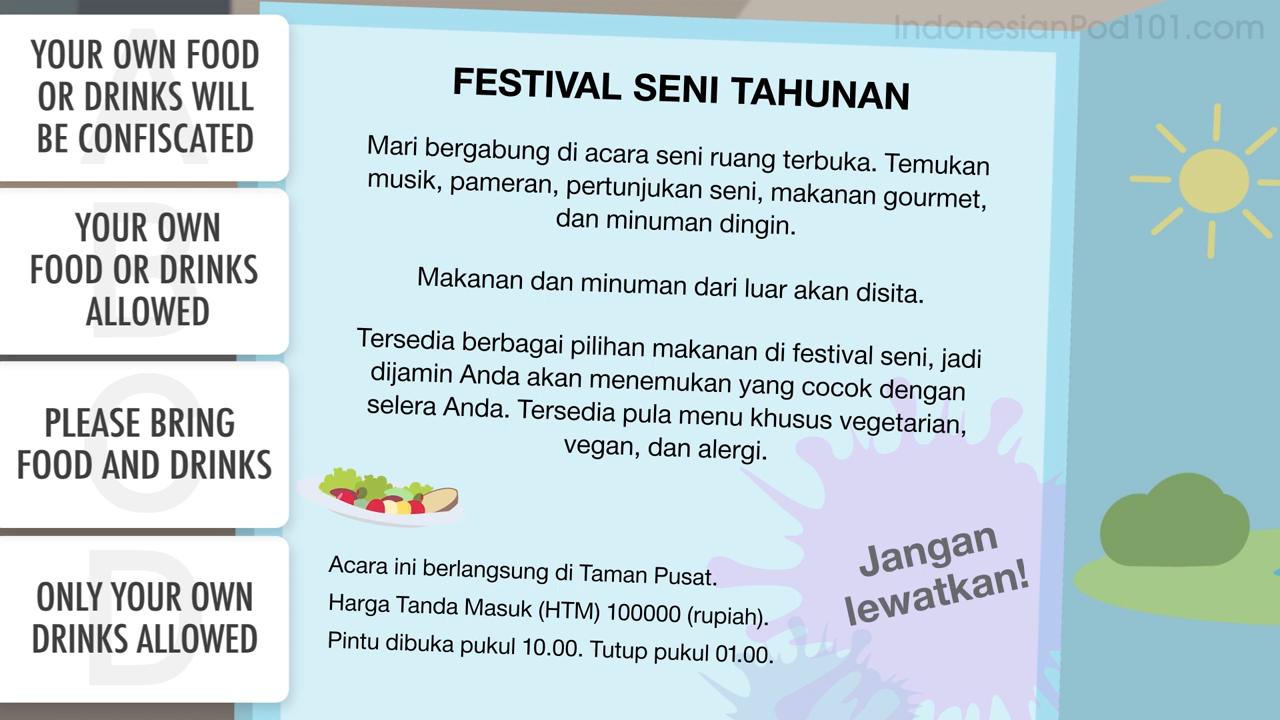 IndonesianPod101.com
A
YOUR OWN FOOD
OR DRINKS WILL
BE CONFISCATED
B
YOUR OWN
FOOD OR DRINKS
ALLOWED
C
PLEASE BRING
FOOD AND DRINKS
D
ONLY YOUR OWN
DRINKS ALLOWED
FESTIVAL SENI TAHUNAN
Mari bergabung di acara seni ruang terbuka. Temukan
musik, pameran, pertunjukan seni, makanan gourmet,
dan minuman dingin.
Makanan dan minuman dari luar akan disita.
Tersedia berbagai pilihan makanan di festival seni, jadi
dijamin Anda akan menemukan yang cocok dengan
selera Anda. Tersedia pula menu khusus vegetarian,
vegan, dan alergi.
Acara ini berlangsung di Taman Pusat.
Harga Tanda Masuk (HTM) 100000 (rupiah).
Pintu dibuka pukul 10.00. Tutup pukul 01.00.
Jangan
lewatkan!